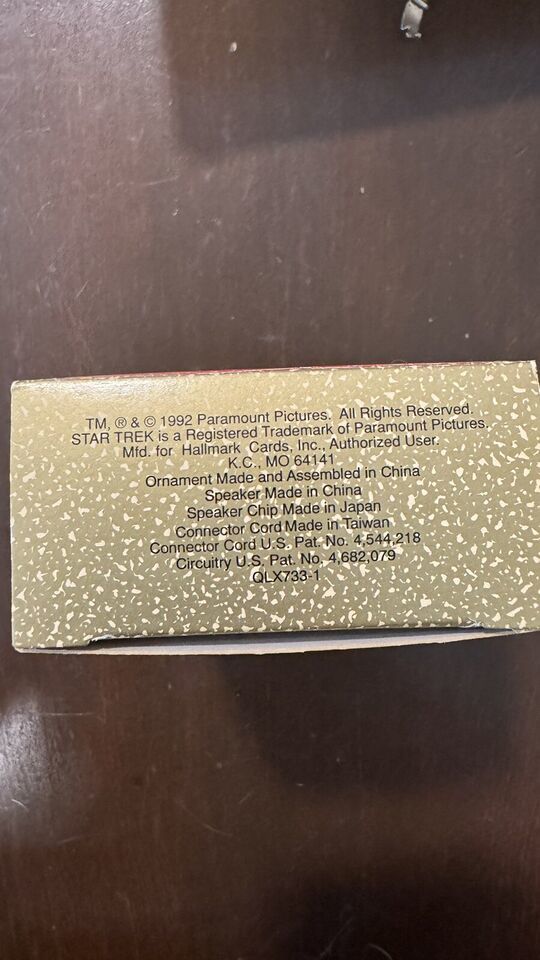 TM, ® & © 1992 Paramount Pictures. All Rights Reserved.
STAR TREK is a Registered Trademark of Paramount Pictures.
Mfd. for Hallmark Cards, Inc., Authorized User.
K.C., MO 64141
Ornament Made and Assembled in China
Speaker Made in China
Speaker Chip Made in Japan
Connector Cord Made in Taiwan
Connector Cord U.S. Pat. No. 4,544,218
Circuitry U.S. Pat. No. 4,682,079
QLX733-1